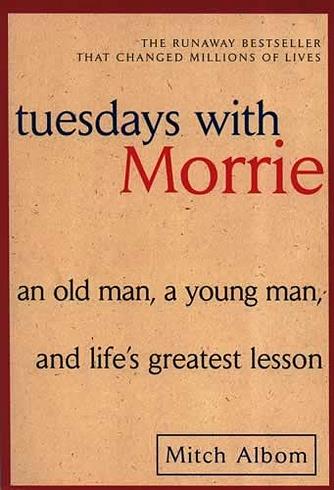 THE RUNAWAY BESTSELLER
THAT CHANGED MILLIONS OF LIVES
tuesdays with
Morrie
an old man, a young man,
and life's greatest lesson
Mitch Albom